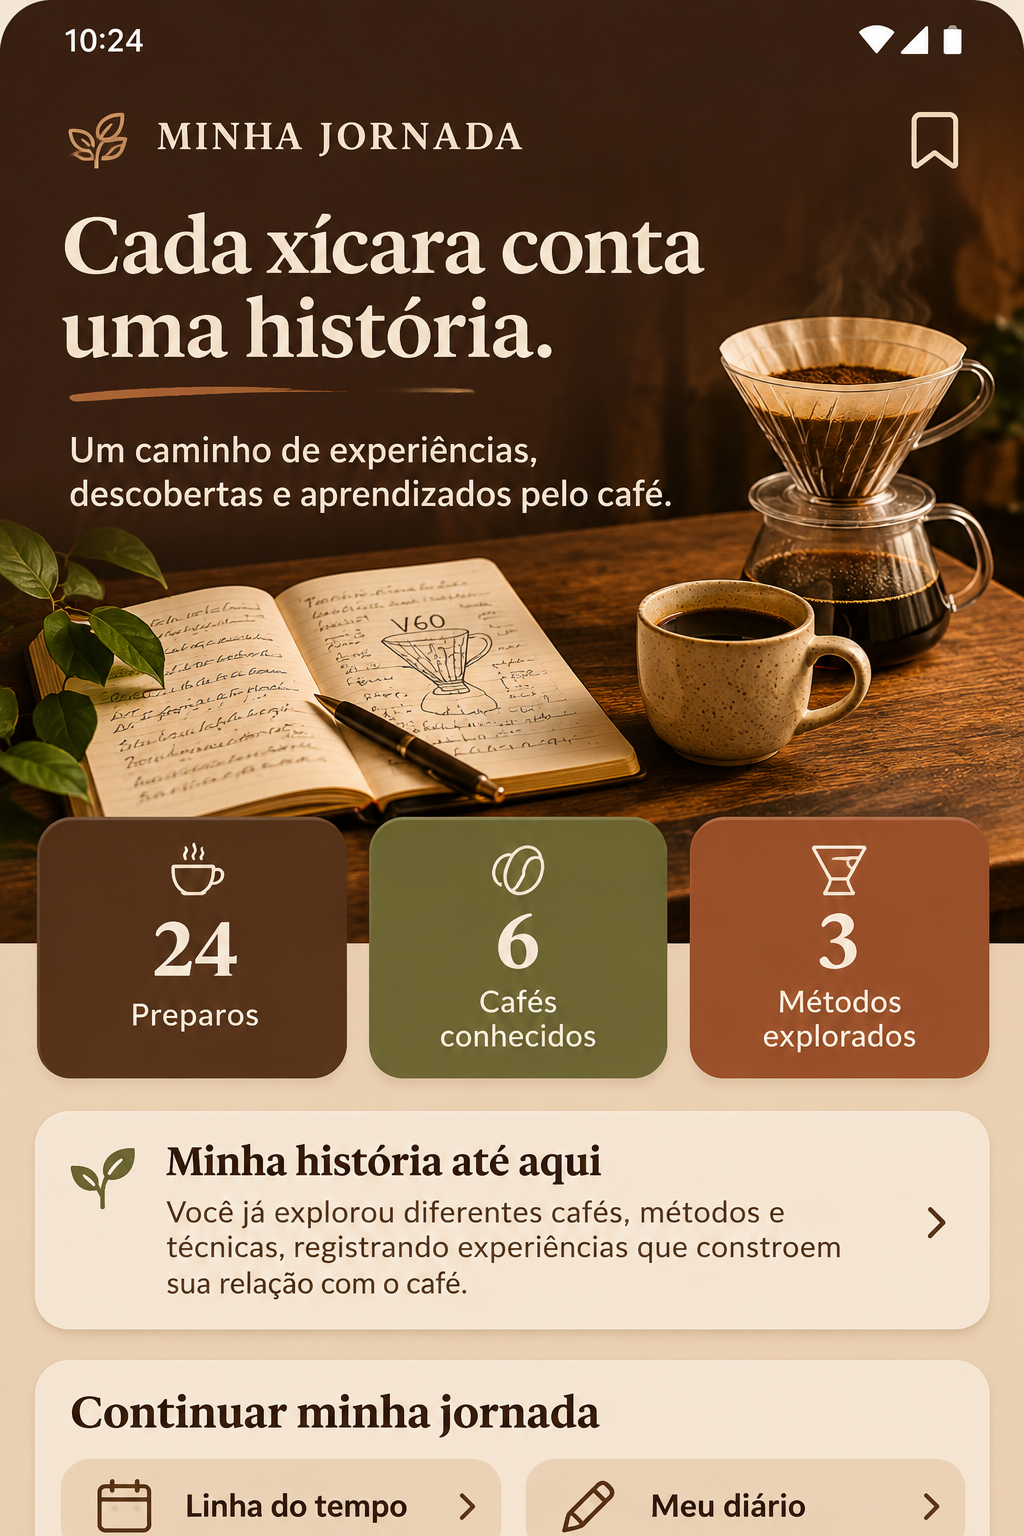 10:24
MINHA JORNADA
Cada xícara conta
uma história.
Um caminho de experiências,
descobertas e aprendizados pelo café.
V60
24
Preparos
6
Cafés
conhecidos
3
Métodos
explorados
Minha história até aqui
Você já explorou diferentes cafés, métodos e
técnicas, registrando experiências que constroem
sua relação com o café.
Continuar minha jornada
Linha do tempo
Meu diário